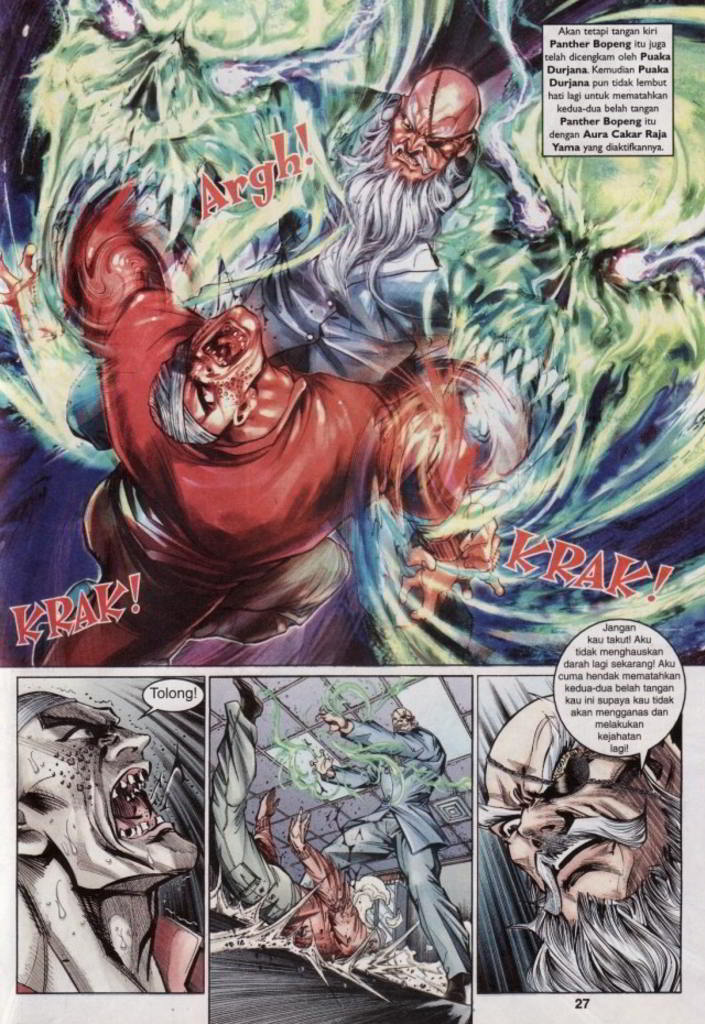 Akan tetapi tangan kiri
Panther Bopeng itu juga
telah dicengkam oleh Puaka
Durjana. Kemudian Puaka
Durjana pun tidak lembut
hati lagi untuk mematahkan
kedua-dua belah tangan
Panther Bopeng itu
dengan Aura Cakar Raja
Yama yang diaktifkannya.
Argh!
KRAK!
KRAK!
Tolong!
Jangan
kau takut! Aku
tidak menghauskan
darah lagi sekarang! Aku
cuma hendak mematahkan
kedua-dua belah tangan
kau ini supaya kau tidak
akan mengganas dan
melakukan
kejahatan
lagi!
27